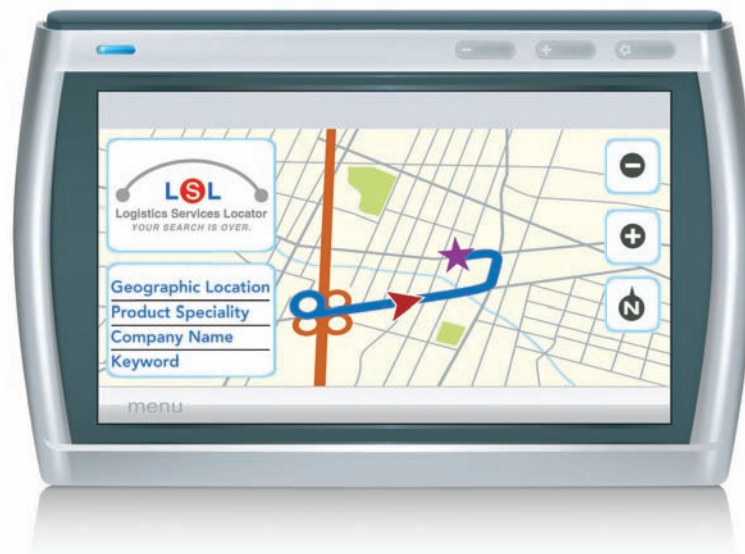 LSL
Logistics Services Locator
YOUR SEARCH IS OVER.
Geographic Location
Product Speciality
Company Name
Keyword
N
menu